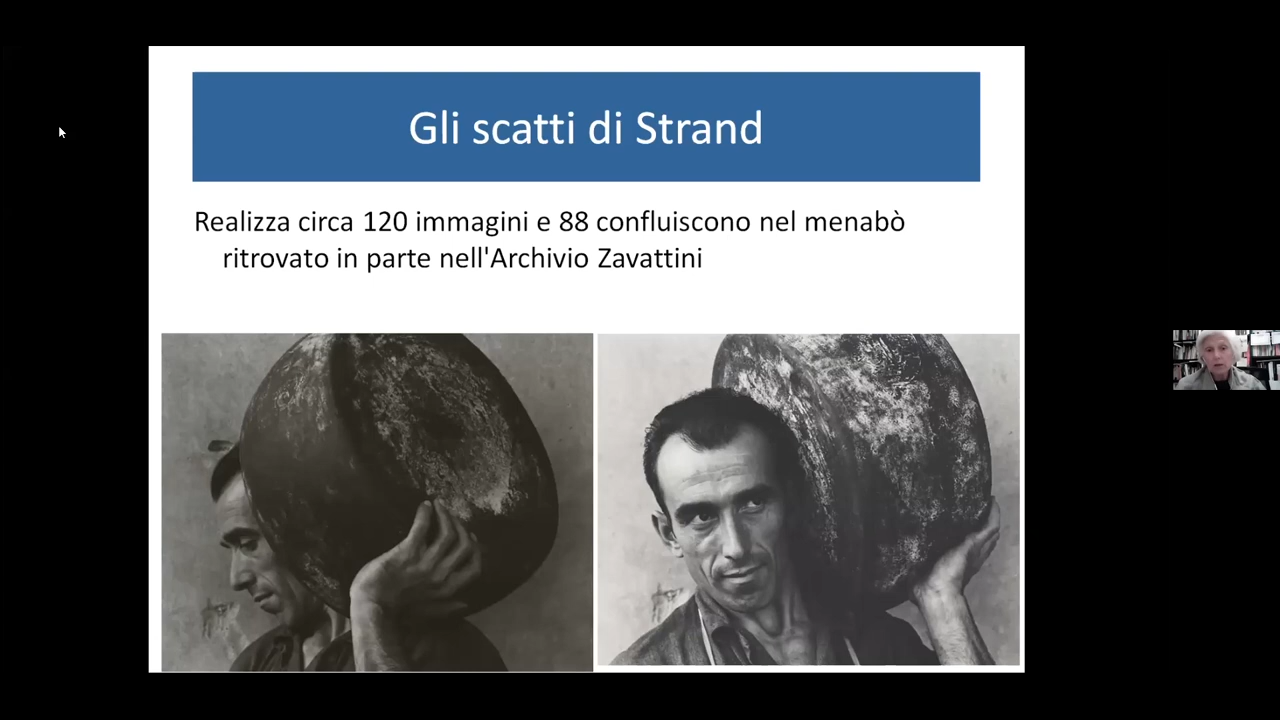 Gli scatti di Strand
Realizza circa 120 immagini e 88 confluiscono nel menabò
ritrovato in parte nell'Archivio Zavattini